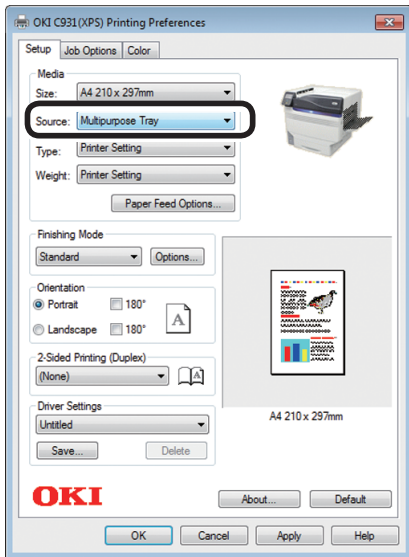 OKI C931(XPS) Printing Preferences
Setup Job Options Color
Media
Size: A4 210 x 297mm
Source: Multipurpose Tray
Type: Printer Setting
Weight: Printer Setting
Paper Feed Options...
Finishing Mode
Standard Options...
Orientation
Portrait 180°
Landscape 180°
A
2-Sided Printing (Duplex)
(None) A
Driver Settings
Untitled
Save... Delete
A4 210 x 297mm
OKI About... Default
OK Cancel Apply Help